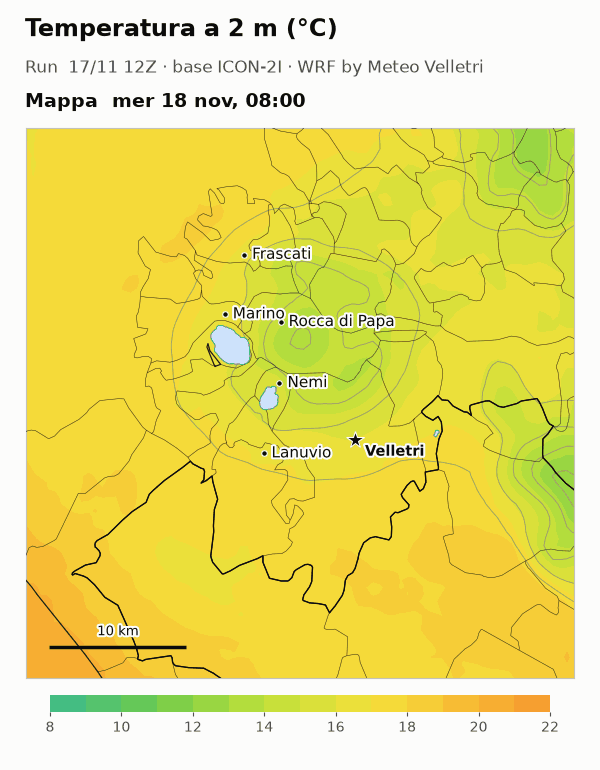 Temperatura a 2 m (°C)
Run  17/11 12Z · base ICON-2I · WRF by Meteo Velletri
Mappa  mer 18 nov, 08:00
Frascati
Marino
Rocca di Papa
Nemi
Velletri
Lanuvio
10 km
8 10 12 14 16 18 20 22